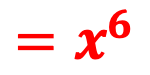 = x⁶